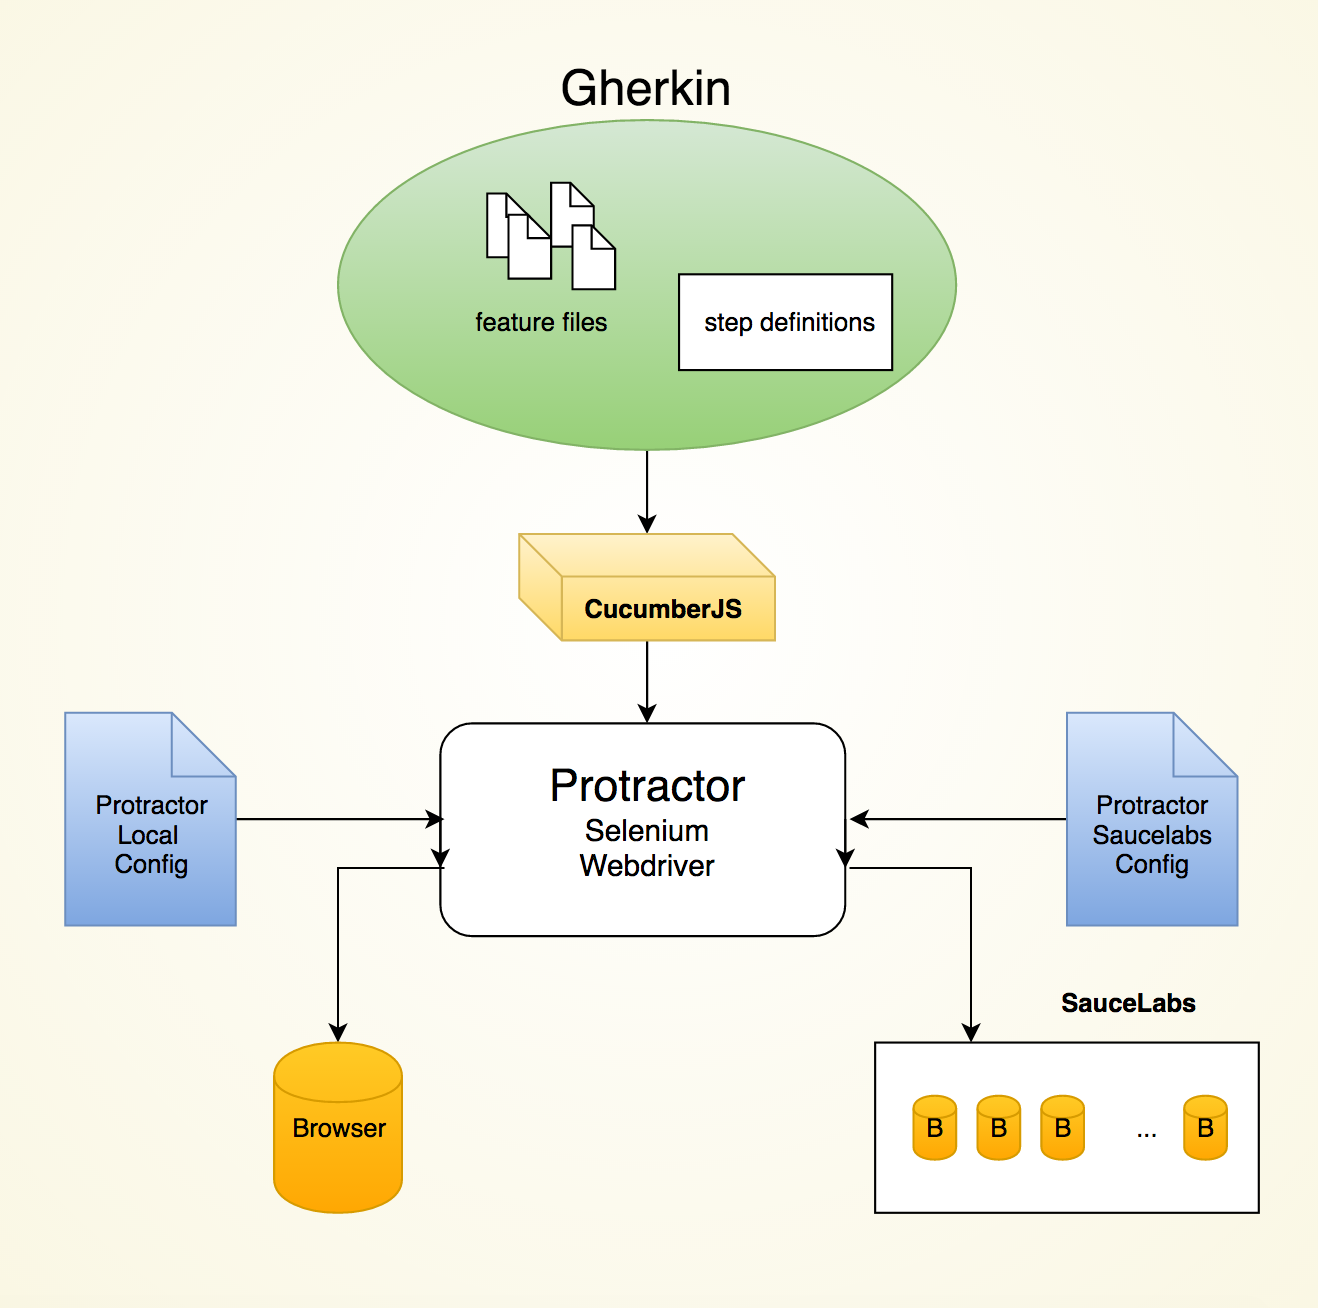 Gherkin
feature files
step definitions
CucumberJS
Protractor
Selenium
Webdriver
Protractor
Local
Config
Protractor
Saucelabs
Config
SauceLabs
Browser
B B B ... B